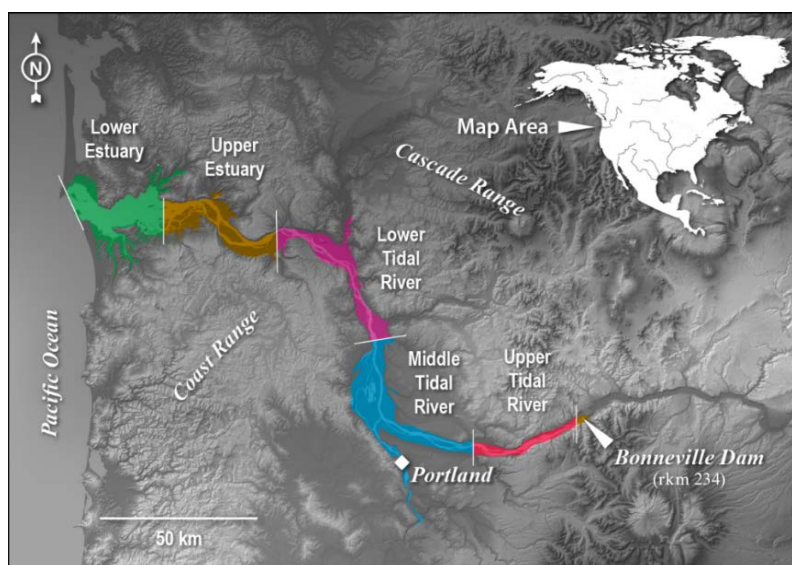 N
Lower
Estuary
Upper
Estuary
Map Area
Cascade Range
Lower
Tidal
River
Coast Range
Pacific Ocean
Middle
Tidal
River
Upper
Tidal
River
Portland
Bonneville Dam
(rkm 234)
50 km